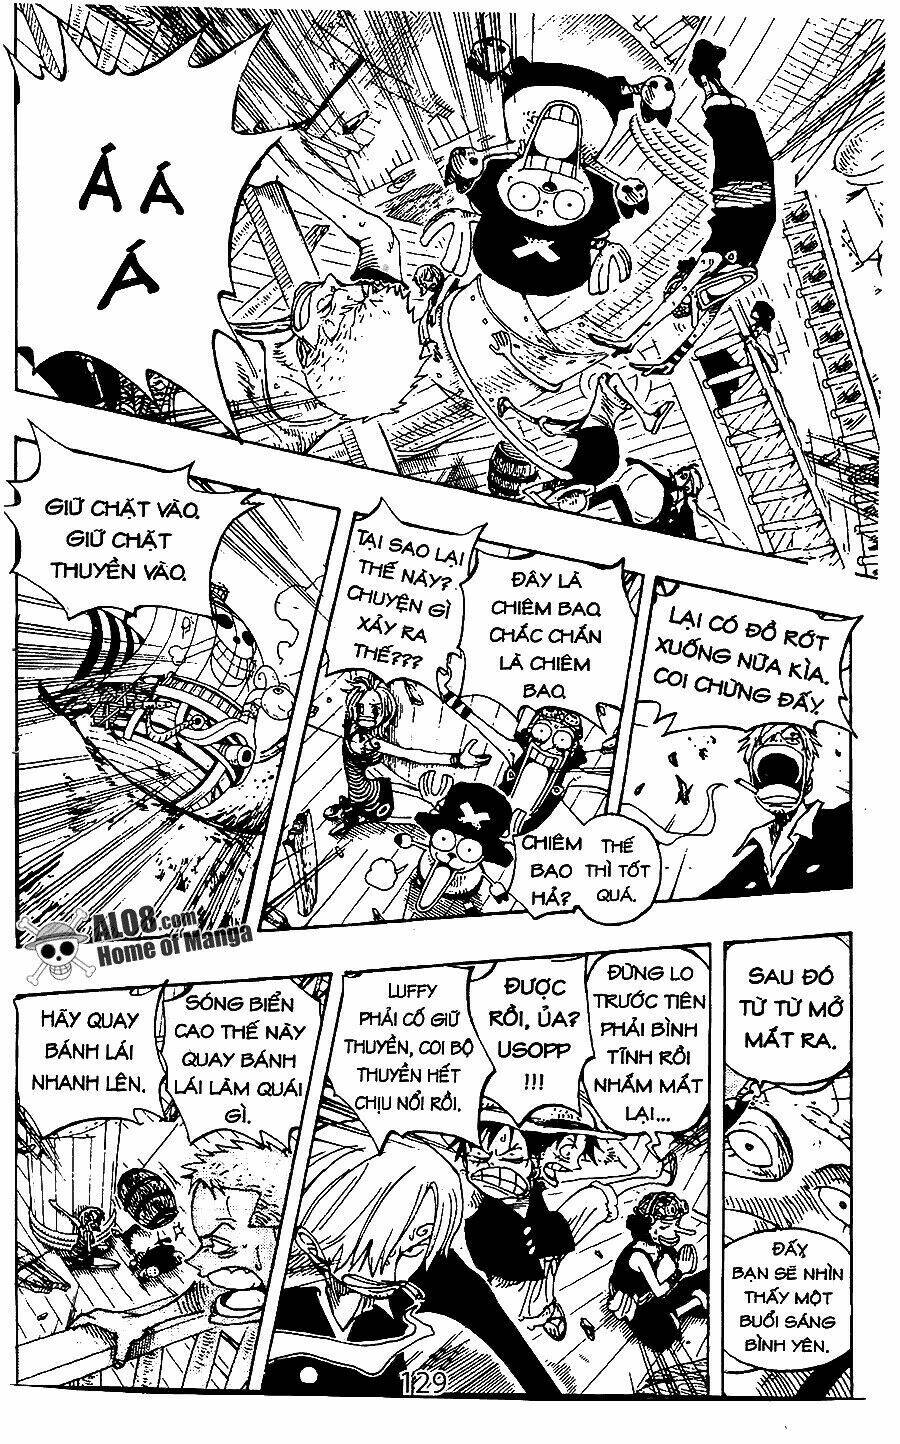 Á Á
Á
LẠI CÓ ĐỒ RỚT
XUỐNG NỮA KÌA.
COI CHỪNG ĐẤY.
ĐÂY LÀ
CHIÊM BAO.
CHẮC CHẮN
LÀ CHIÊM
BAO.
TẠI SAO LẠI
THẾ NÀY?
CHUYỆN GÌ
XẢY RA
THẾ???
THẾ
THÌ TỐT
QUÁ.
CHIÊM
BAO
HẢ?
GIỮ CHẶT VÀO.
GIỮ CHẶT
THUYỀN VÀO.
ALO8.com
Home of Manga
SAU ĐÓ
TỪ TỪ MỞ
MẮT RA.
ĐẤY.
BẠN SẼ NHÌN
THẤY MỘT
BUỔI SÁNG
BÌNH YÊN.
ĐỪNG LO
TRƯỚC TIÊN
PHẢI BÌNH
TĨNH RỒI
NHẮM MẮT
LẠI...
ĐƯỢC
RỒI, ỦA?
USOPP
!!!
LUFFY
PHẢI CỐ GIỮ
THUYỀN, COI BỘ
THUYỀN HẾT
CHỊU NỔI RỒI.
SÓNG BIỂN
CAO THẾ NÀY
QUAY BÁNH
LÁI LÀM QUÁI
GÌ.
HÃY QUAY
BÁNH LÁI
NHANH LÊN.
129